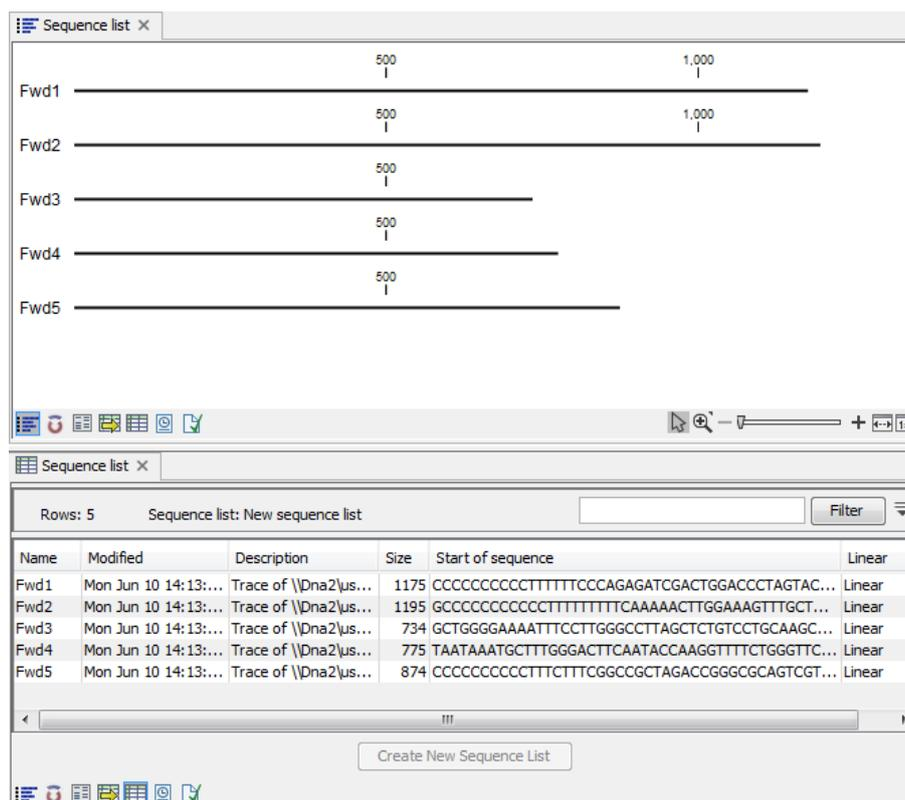 Sequence list
500 1,000
Fwd1
500 1,000
Fwd2
500
Fwd3
500
Fwd4
500
Fwd5
Sequence list
Rows: 5 Sequence list: New sequence list Filter
Name Modified Description Size Start of sequence Linear
Fwd1 Mon Jun 10 14:13:... Trace of \\Dna2\us... 1175 CCCCCCCCCCTTTTTTCCCAGAGATCGACTGGACCCTAGTAC... Linear
Fwd2 Mon Jun 10 14:13:... Trace of \\Dna2\us... 1195 GCCCCCCCCCCCTTTTTTTTTCAAAAACTTGGAAAGTTTGCT... Linear
Fwd3 Mon Jun 10 14:13:... Trace of \\Dna2\us... 734 GCTGGGGAAAATTTCCTTGGGCCTTAGCTCTGTCCTGCAAGC... Linear
Fwd4 Mon Jun 10 14:13:... Trace of \\Dna2\us... 775 TAATAAATGCTTTGGGACTTCAATACCAAGGTTTTCTGGGTTC... Linear
Fwd5 Mon Jun 10 14:13:... Trace of \\Dna2\us... 874 CCCCCCCCCCTTTCTTTCGGCCGCTAGACCGGGCGCAGTCGT... Linear
Create New Sequence List